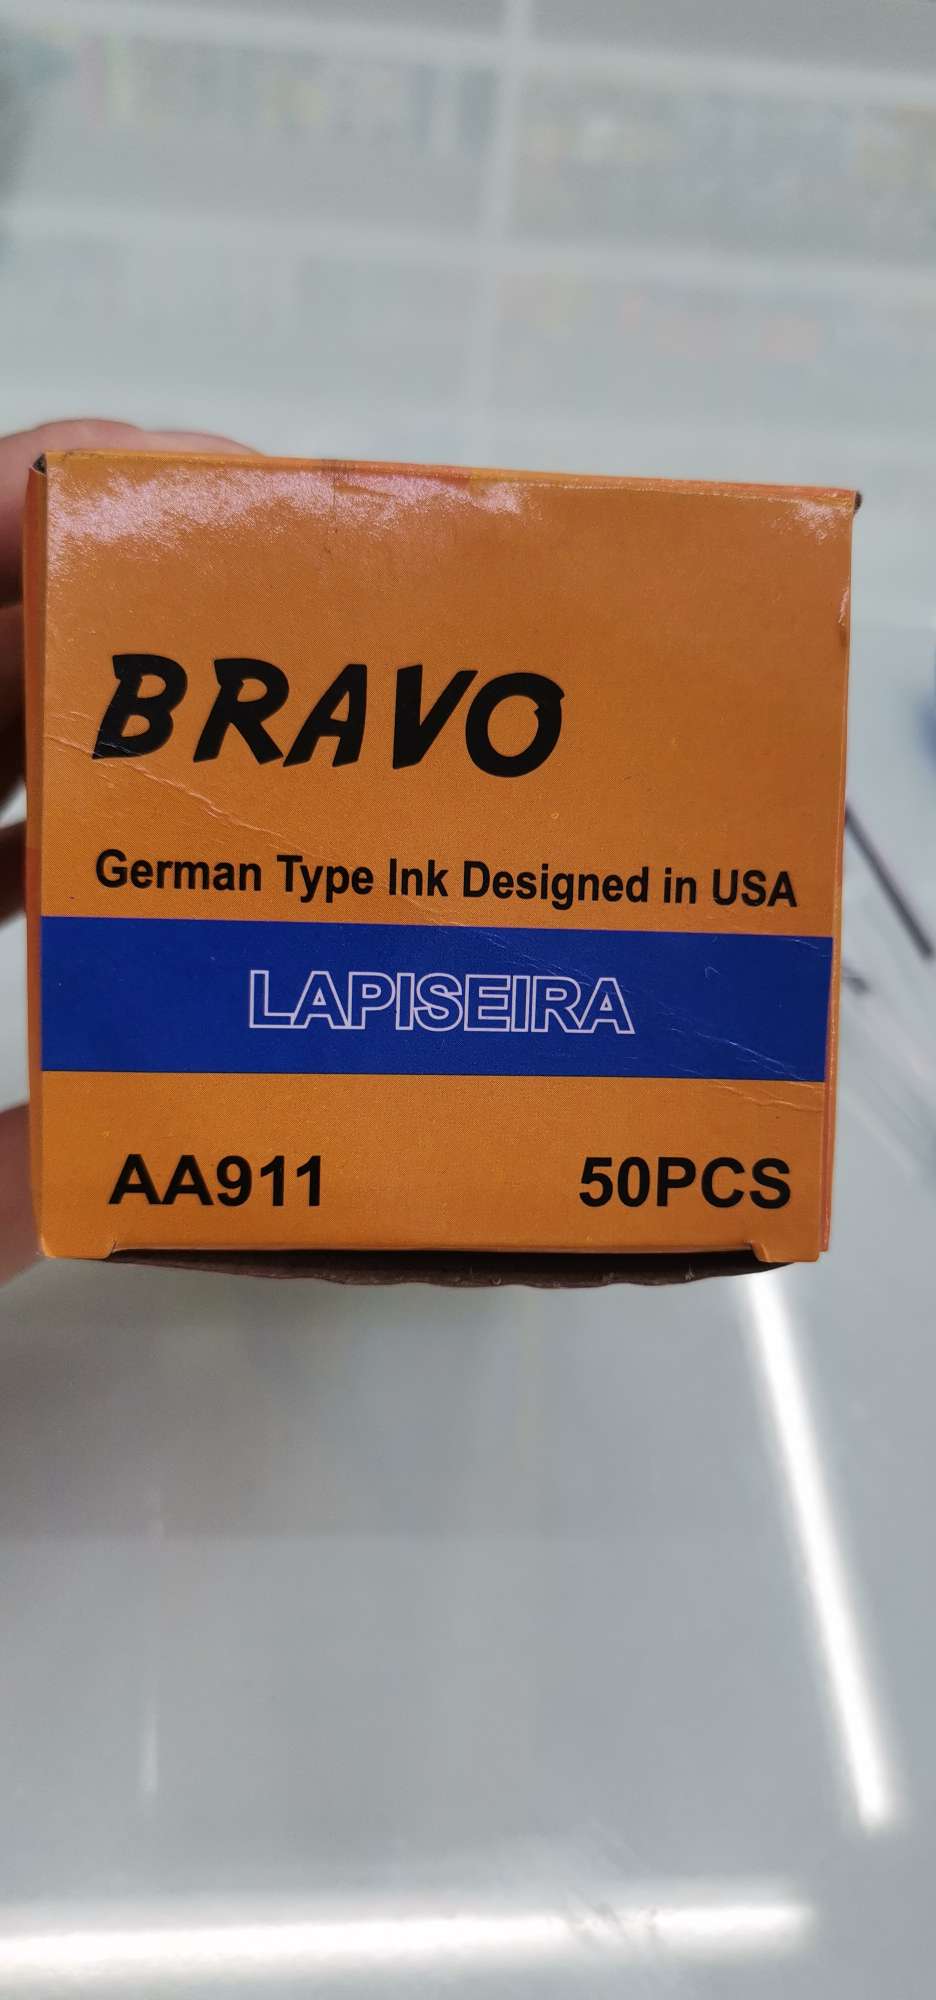 BRAVO
German Type Ink Designed in USA
LAPISEIRA
AA911 50PCS